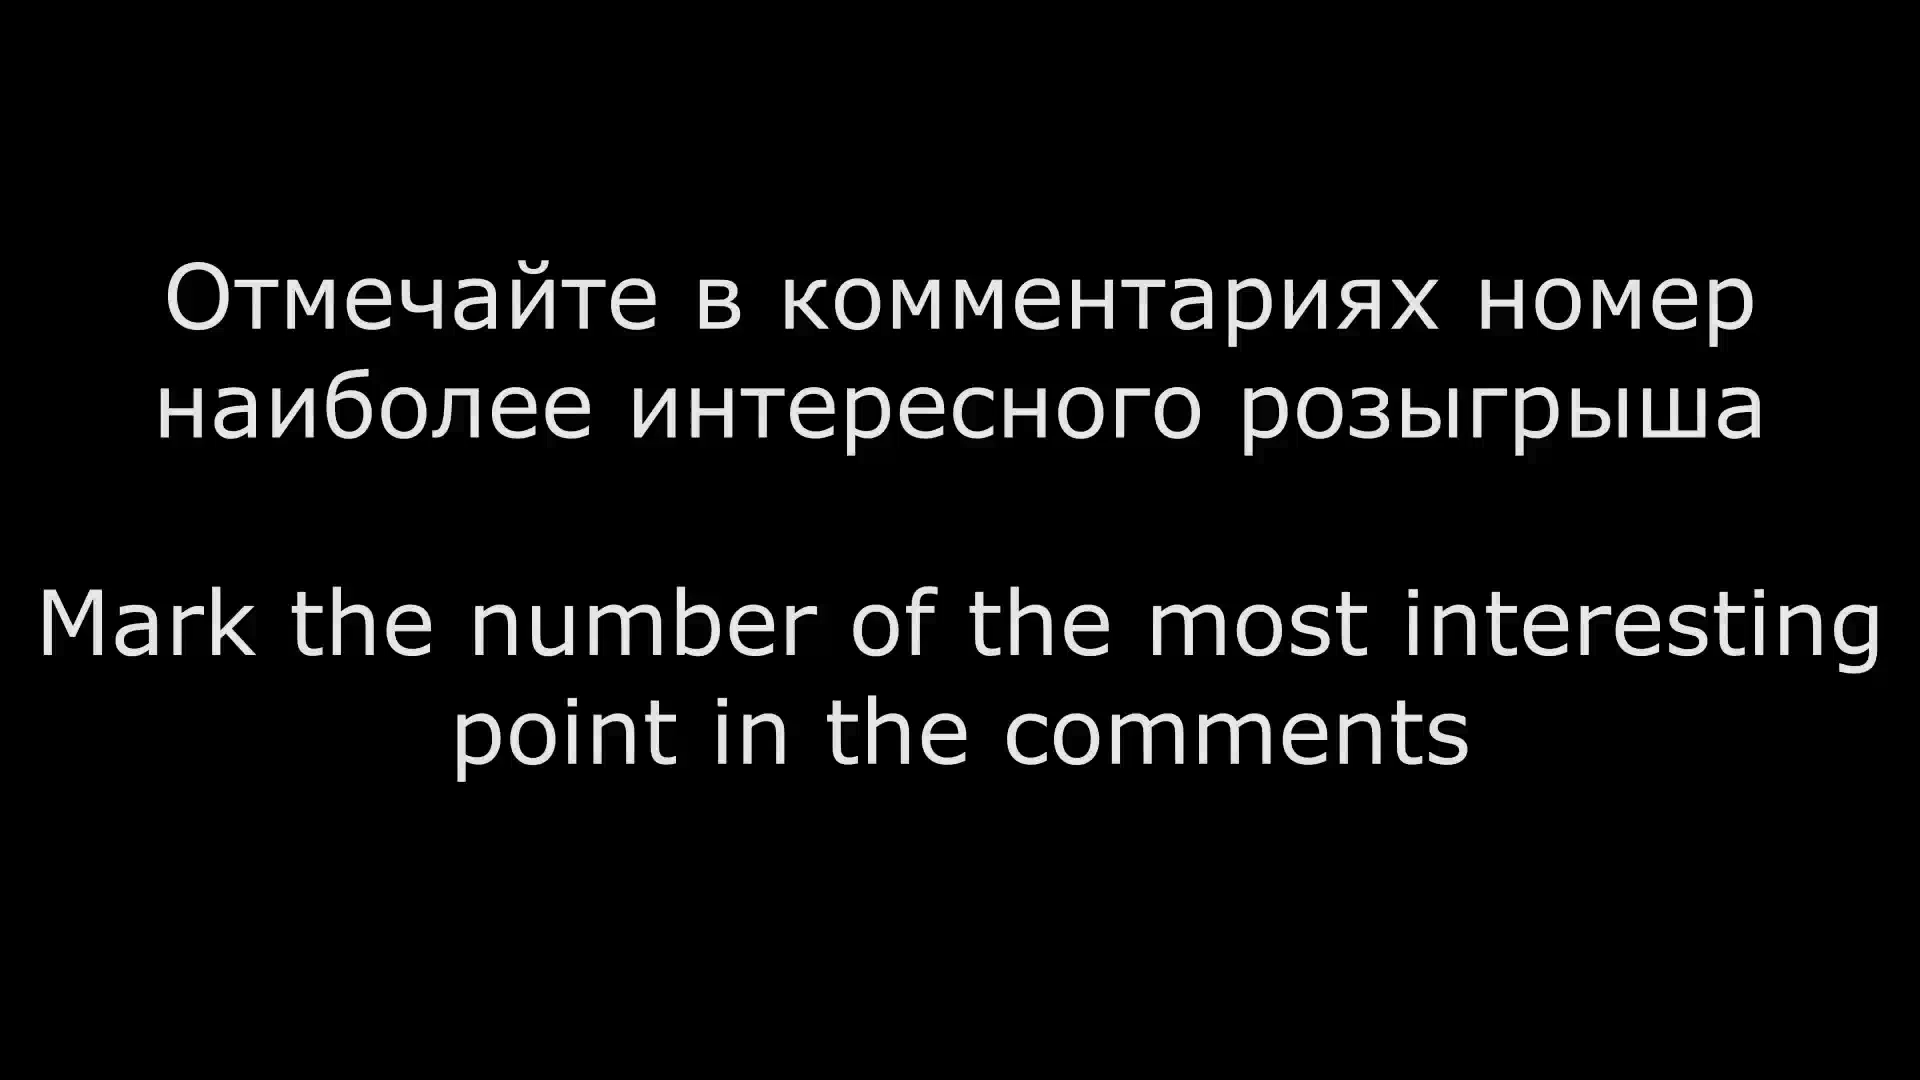 Отмечайте в комментариях номер
наиболее интересного розыгрыша
Mark the number of the most interesting
point in the comments